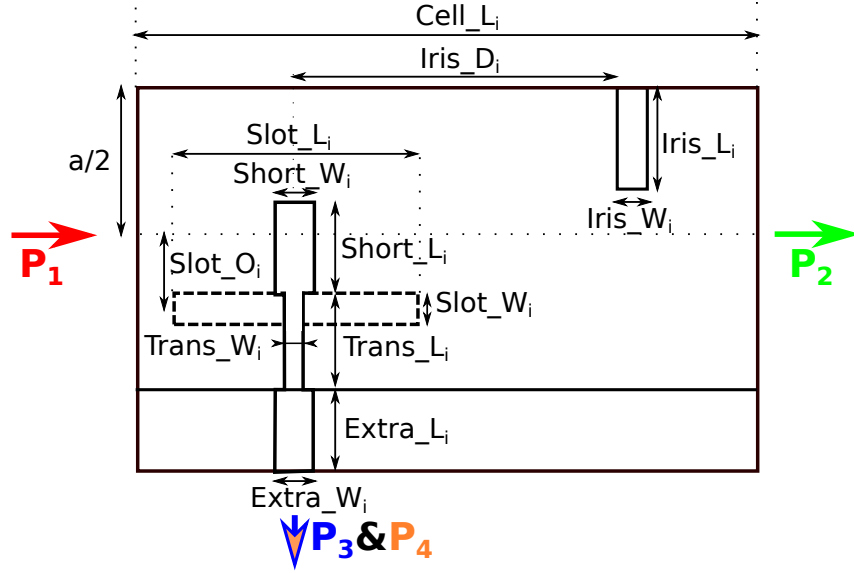 Cell_Lᵢ
Iris_Dᵢ
Slot_Lᵢ
a/2
Iris_Lᵢ
Short_Wᵢ
Iris_Wᵢ
Short_Lᵢ
P₁
Slot_Oᵢ
P₂
Slot_Wᵢ
Trans_Wᵢ
Trans_Lᵢ
Extra_Lᵢ
Extra_Wᵢ
P₃&P₄